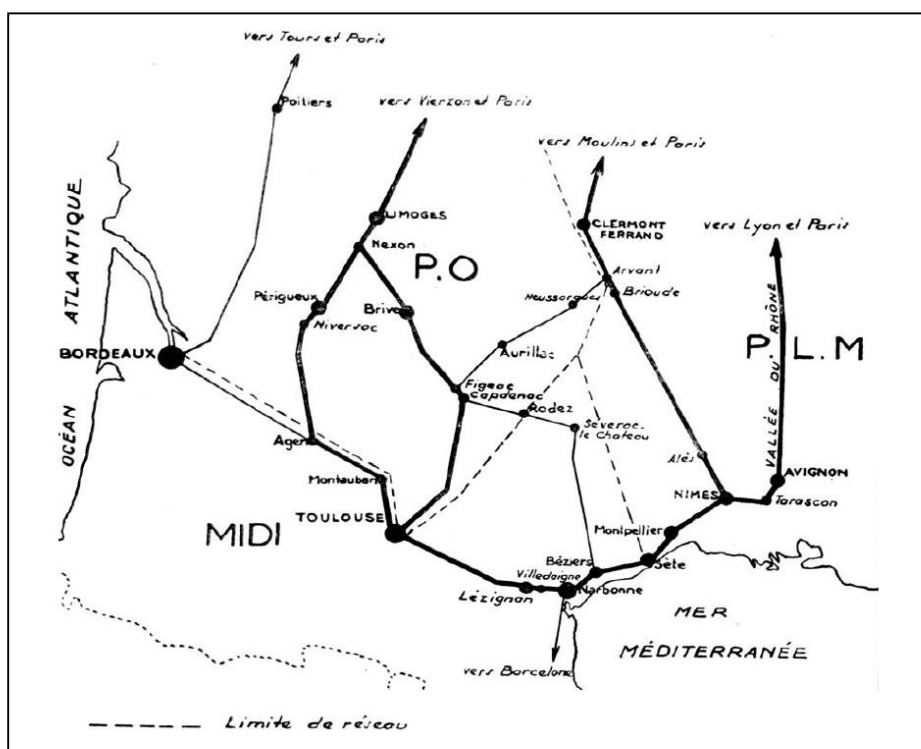 vers Tours et Paris
Poitiers
vers Vierzon et Paris
vers Moulins et Paris
OCÉAN ATLANTIQUE
LIMOGES
CLERMONT
FERRAND
vers Lyon et Paris
Nexon
P.O
Arvant
Brioude
Neussargues
Périgueux
Niversac
Brive
BORDEAUX
Aurillac
P.L.M
VALLÉE DU RHÔNE
Figeac
Capdenac
Rodez
Séverac
le Chateau
Agen
Alès
Montauban
AVIGNON
NIMES
Tarascon
TOULOUSE
MIDI
Montpellier
Béziers
Sète
Villedaigne
Lézignan
Narbonne
MER
MÉDITERRANÉE
vers Barcelone
Limite de réseau